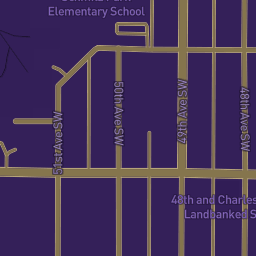 Elementary School
51st Ave SW
50th Ave SW
49th Ave SW
48th Ave SW
48th and Charles
Landbanked S